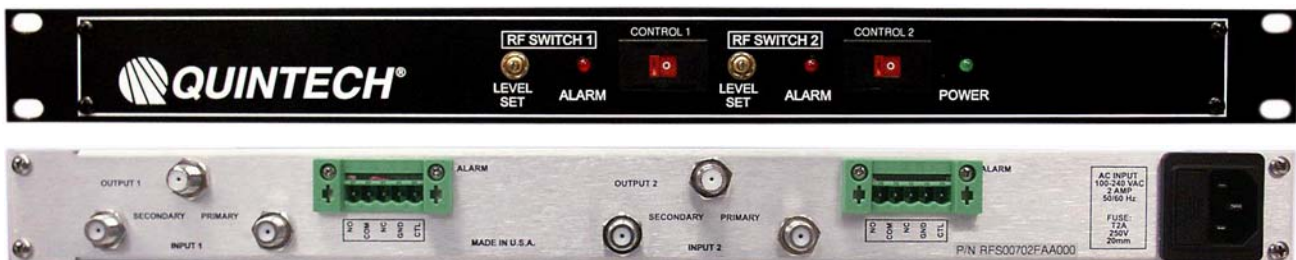 QUINTECH®
RF SWITCH 1
LEVEL
SET
ALARM
CONTROL 1
RF SWITCH 2
LEVEL
SET
ALARM
CONTROL 2
POWER
OUTPUT 1
SECONDARY PRIMARY
INPUT 1
ALARM
NO
COM
NC
GND
CTL
MADE IN U.S.A.
OUTPUT 2
SECONDARY PRIMARY
INPUT 2
ALARM
NO
COM
NC
GND
CTL
P/N RFS00702FAA000
AC INPUT
100-240 VAC
2 AMP
50/60 Hz
FUSE:
T2A
250V
20mm